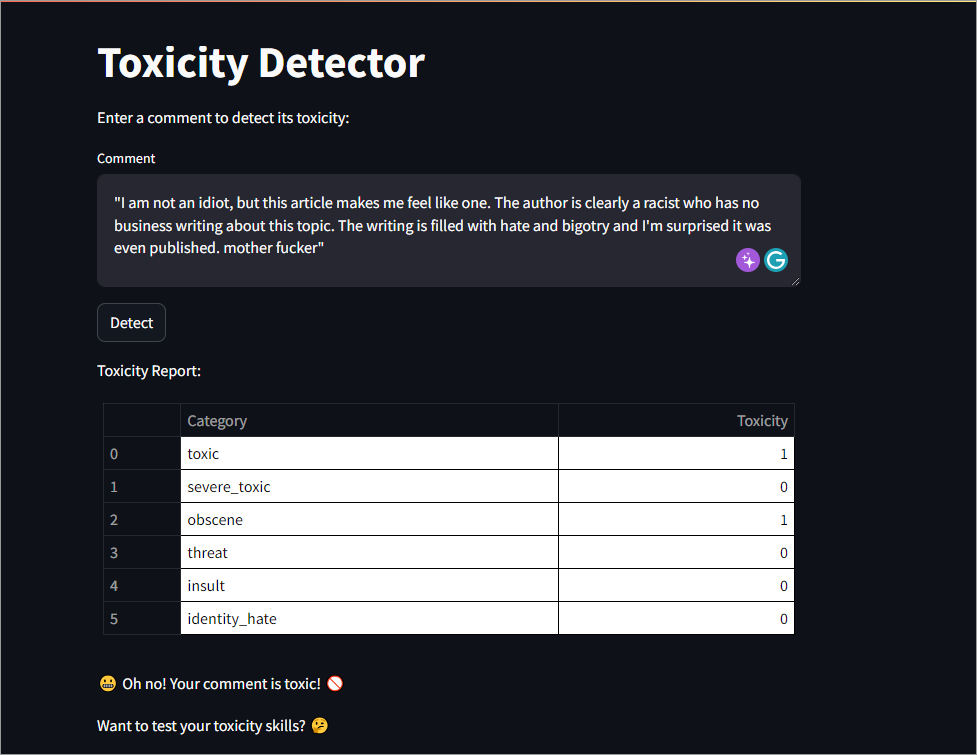 Toxicity Detector
Enter a comment to detect its toxicity:
Comment
"I am not an idiot, but this article makes me feel like one. The author is clearly a racist who has no
business writing about this topic. The writing is filled with hate and bigotry and I'm surprised it was
even published. mother fucker"
Detect
Toxicity Report:
Category Toxicity
0 toxic 1
1 severe_toxic 0
2 obscene 1
3 threat 0
4 insult 0
5 identity_hate 0
😬 Oh no! Your comment is toxic! 🚫
Want to test your toxicity skills? 🤔